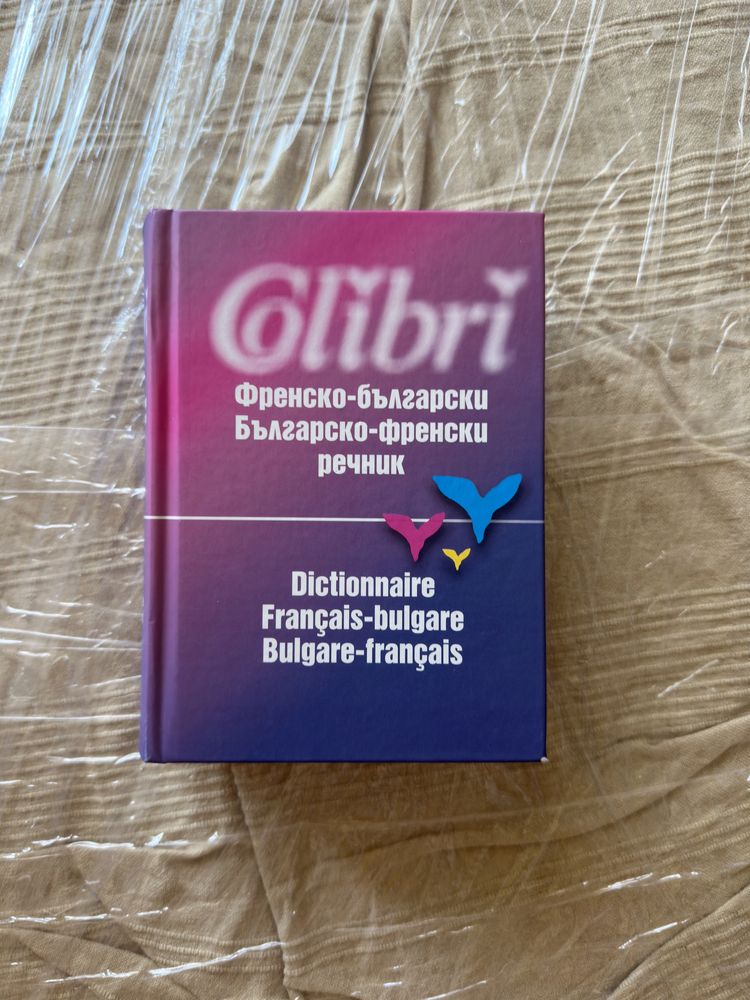 Colibri
Френско-български
Българско-френски
речник
Dictionnaire
Français-bulgare
Bulgare-français